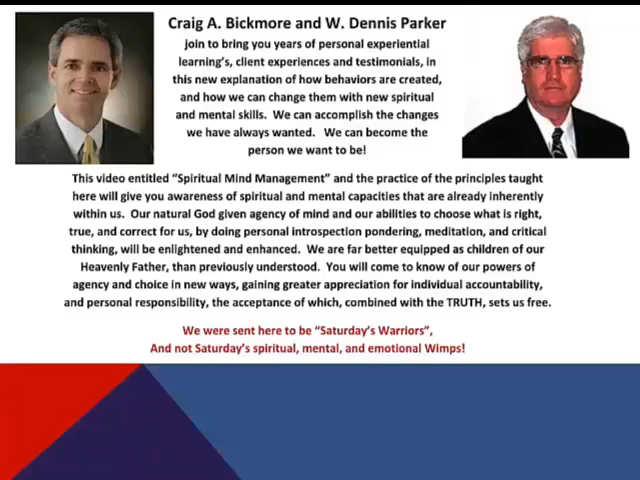 Craig A. Bickmore and W. Dennis Parker
join to bring you years of personal experiential
learning's, client experiences and testimonials, in
this new explanation of how behaviors are created,
and how we can change them with new spiritual
and mental skills. We can accomplish the changes
we have always wanted. We can become the
person we want to be!
This video entitled “Spiritual Mind Management” and the practice of the principles taught
here will give you awareness of spiritual and mental capacities that are already inherently
within us. Our natural God given agency of mind and our abilities to choose what is right,
true, and correct for us, by doing personal introspection pondering, meditation, and critical
thinking, will be enlightened and enhanced. We are far better equipped as children of our
Heavenly Father, than previously understood. You will come to know of our powers of
agency and choice in new ways, gaining greater appreciation for individual accountability,
and personal responsibility, the acceptance of which, combined with the TRUTH, sets us free.
We were sent here to be “Saturday's Warriors”,
And not Saturday's spiritual, mental, and emotional Wimps!